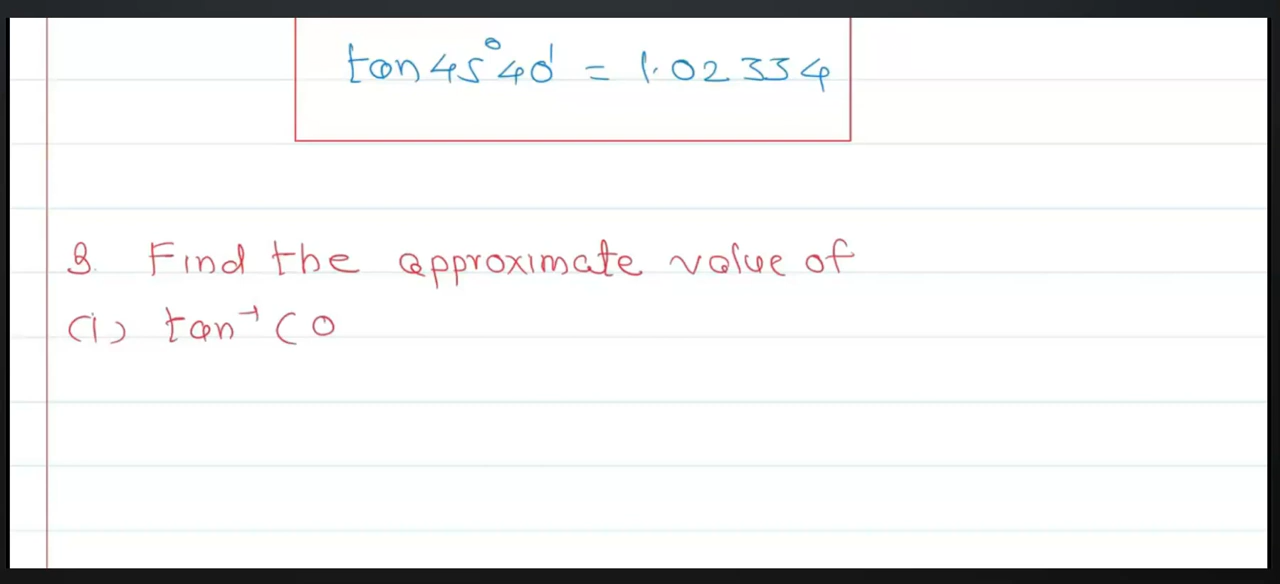 tan 45°40' = 1.02334
3. Find the approximate value of
(i) tan⁻¹ (0